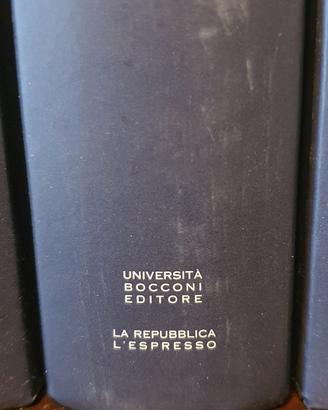 UNIVERSITÀ
BOCCONI
EDITORE
LA REPUBBLICA
L'ESPRESSO